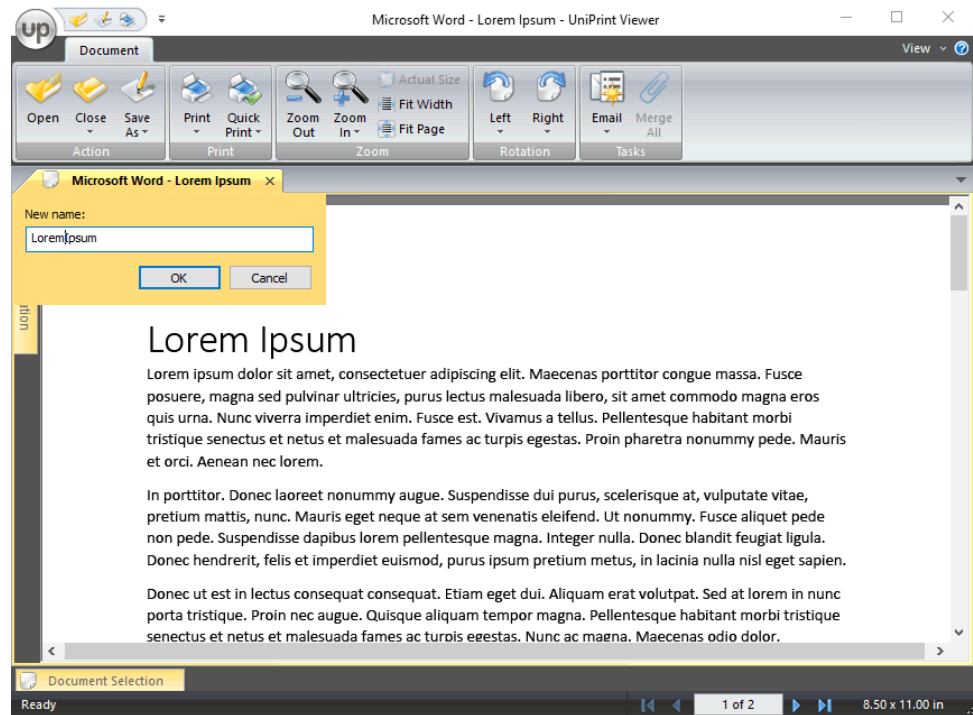 up
Microsoft Word - Lorem Ipsum - UniPrint Viewer
Document
View
Open
Close
Save As
Print
Quick Print
Zoom Out
Zoom In
Actual Size
Fit Width
Fit Page
Left
Right
Email
Merge All
Action
Print
Zoom
Rotation
Tasks
Microsoft Word - Lorem Ipsum
New name:
Lorem Ipsum
OK
Cancel
Lorem Ipsum
Lorem ipsum dolor sit amet, consectetuer adipiscing elit. Maecenas porttitor congue massa. Fusce
posuere, magna sed pulvinar ultricies, purus lectus malesuada libero, sit amet commodo magna eros
quis urna. Nunc viverra imperdiet enim. Fusce est. Vivamus a tellus. Pellentesque habitant morbi
tristique senectus et netus et malesuada fames ac turpis egestas. Proin pharetra nonummy pede. Mauris
et orci. Aenean nec lorem.
In porttitor. Donec laoreet nonummy augue. Suspendisse dui purus, scelerisque at, vulputate vitae,
pretium mattis, nunc. Mauris eget neque at sem venenatis eleifend. Ut nonummy. Fusce aliquet pede
non pede. Suspendisse dapibus lorem pellentesque magna. Integer nulla. Donec blandit feugiat ligula.
Donec hendrerit, felis et imperdiet euismod, purus ipsum pretium metus, in lacinia nulla nisl eget sapien.
Donec ut est in lectus consequat consequat. Etiam eget dui. Aliquam erat volutpat. Sed at lorem in nunc
porta tristique. Proin nec augue. Quisque aliquam tempor magna. Pellentesque habitant morbi tristique
senectus et netus et malesuada fames ac turpis egestas. Nunc ac magna. Maecenas odio dolor,
Document Selection
Ready
1 of 2
8.50 x 11.00 in